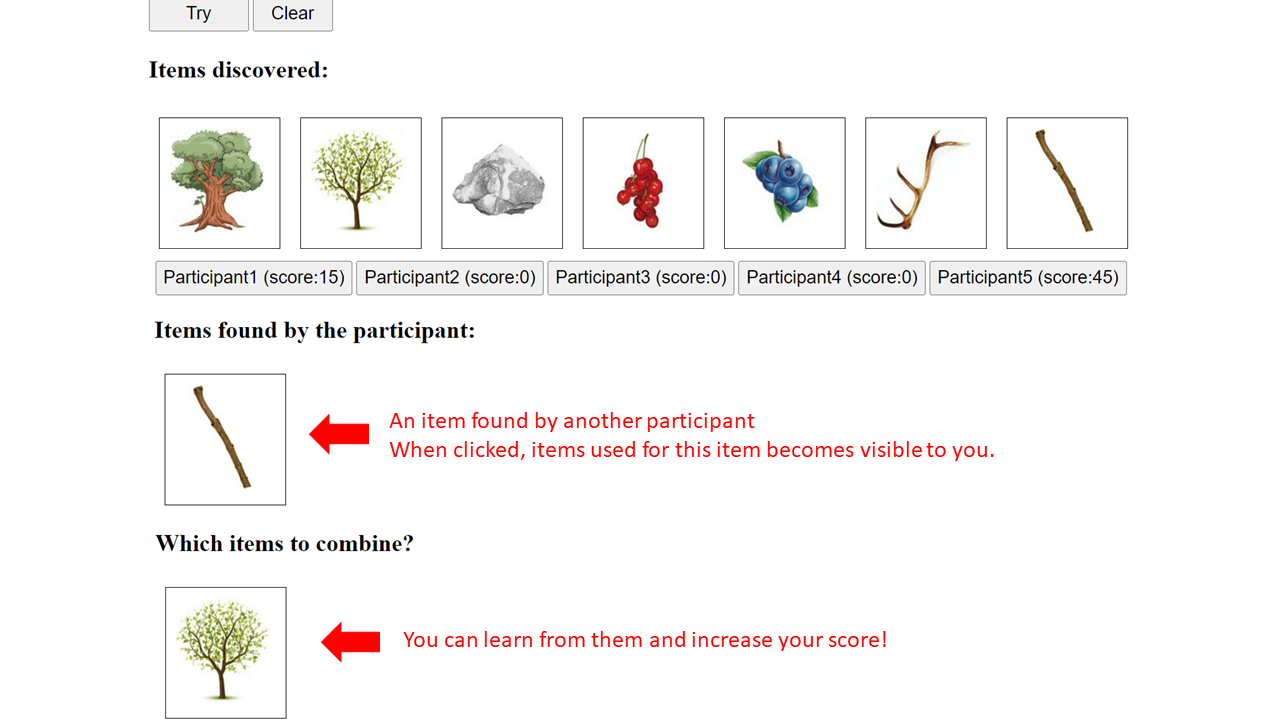 Try Clear
Items discovered:
Participant1 (score:15) Participant2 (score:0) Participant3 (score:0) Participant4 (score:0) Participant5 (score:45)
Items found by the participant:
An item found by another participant
When clicked, items used for this item becomes visible to you.
Which items to combine?
You can learn from them and increase your score!